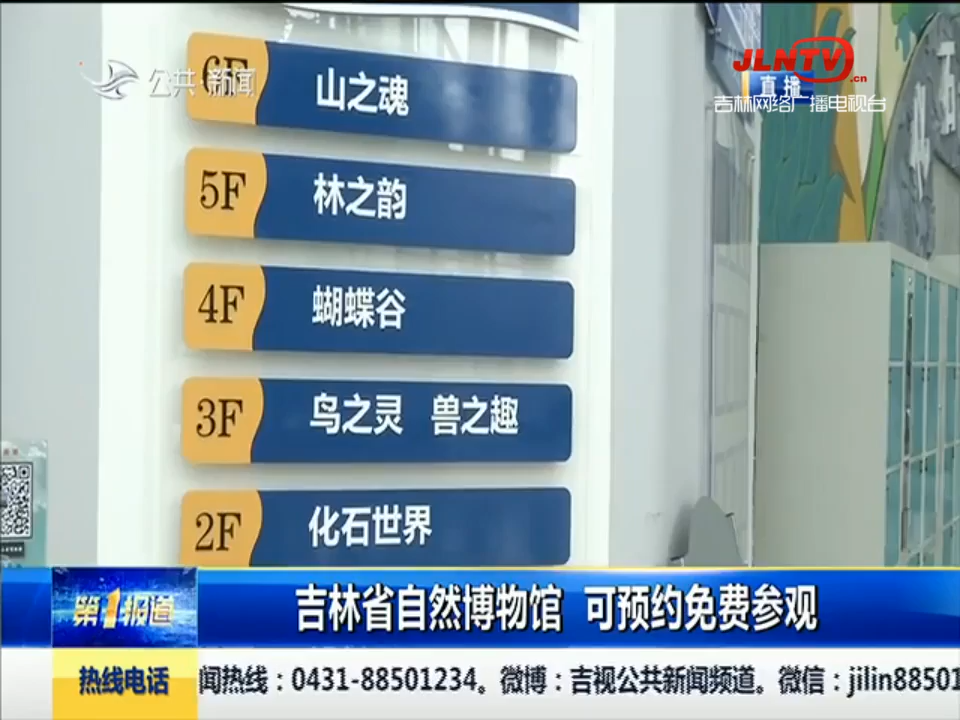 JLNTV.cn
直播
吉林网络广播电视台
公共·新闻
6F 山之魂
5F 林之韵
4F 蝴蝶谷
3F 鸟之灵 兽之趣
2F 化石世界
第1报道
吉林省自然博物馆 可预约免费参观
热线电话
闻热线：0431-88501234。微博：吉视公共新闻频道。微信：jilin88501